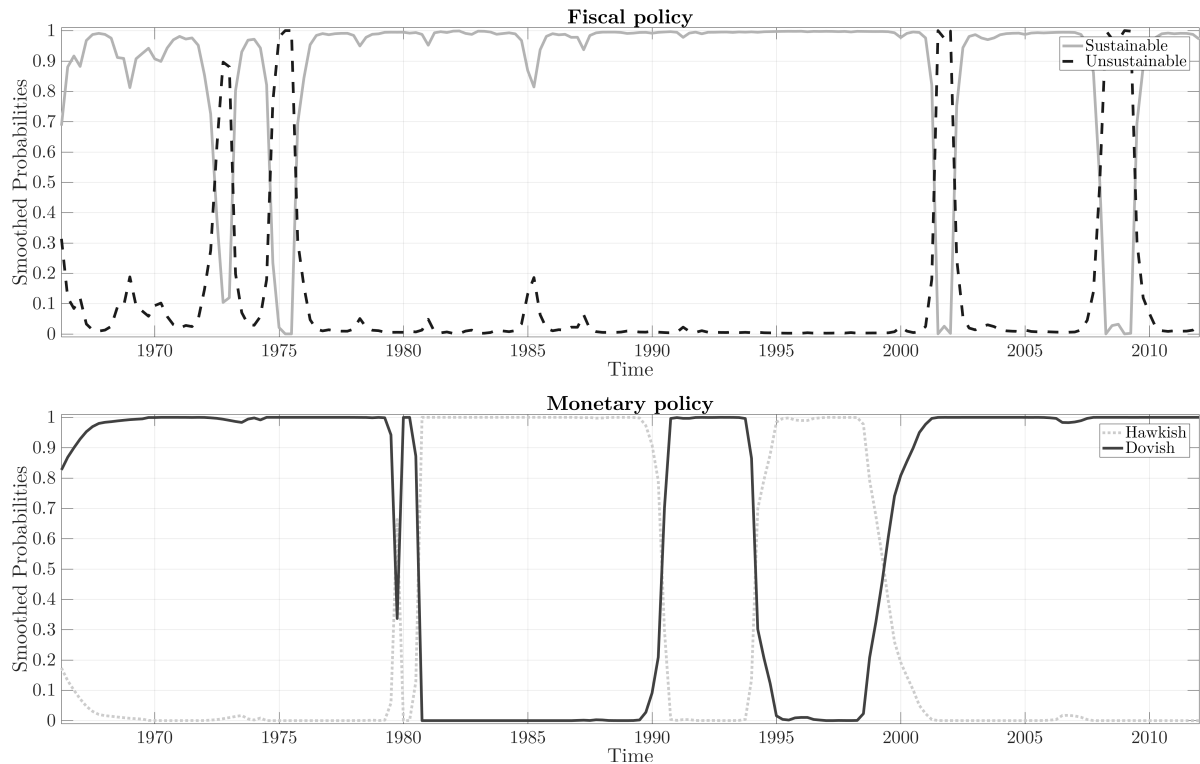 Fiscal policy
Smoothed Probabilities
1
0.9
0.8
0.7
0.6
0.5
0.4
0.3
0.2
0.1
0
Sustainable
Unsustainable
1970 1975 1980 1985 1990 1995 2000 2005 2010
Time
Monetary policy
Smoothed Probabilities
1
0.9
0.8
0.7
0.6
0.5
0.4
0.3
0.2
0.1
0
Hawkish
Dovish
1970 1975 1980 1985 1990 1995 2000 2005 2010
Time